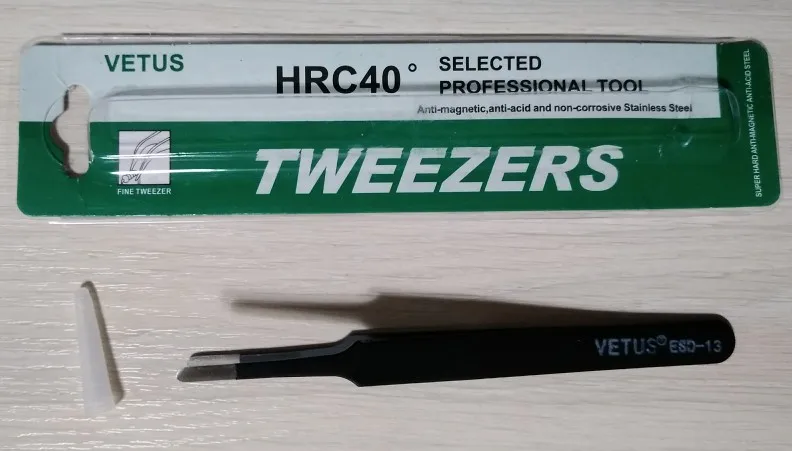 VETUS
HRC40°
SELECTED
PROFESSIONAL TOOL
Anti-magnetic,anti-acid and non-corrosive Stainless Steel
FINE TWEEZER
TWEEZERS
SUPER HARD ANTI-MAGNETIC ANTI-ACID STEEL
VETUS® ESD-13